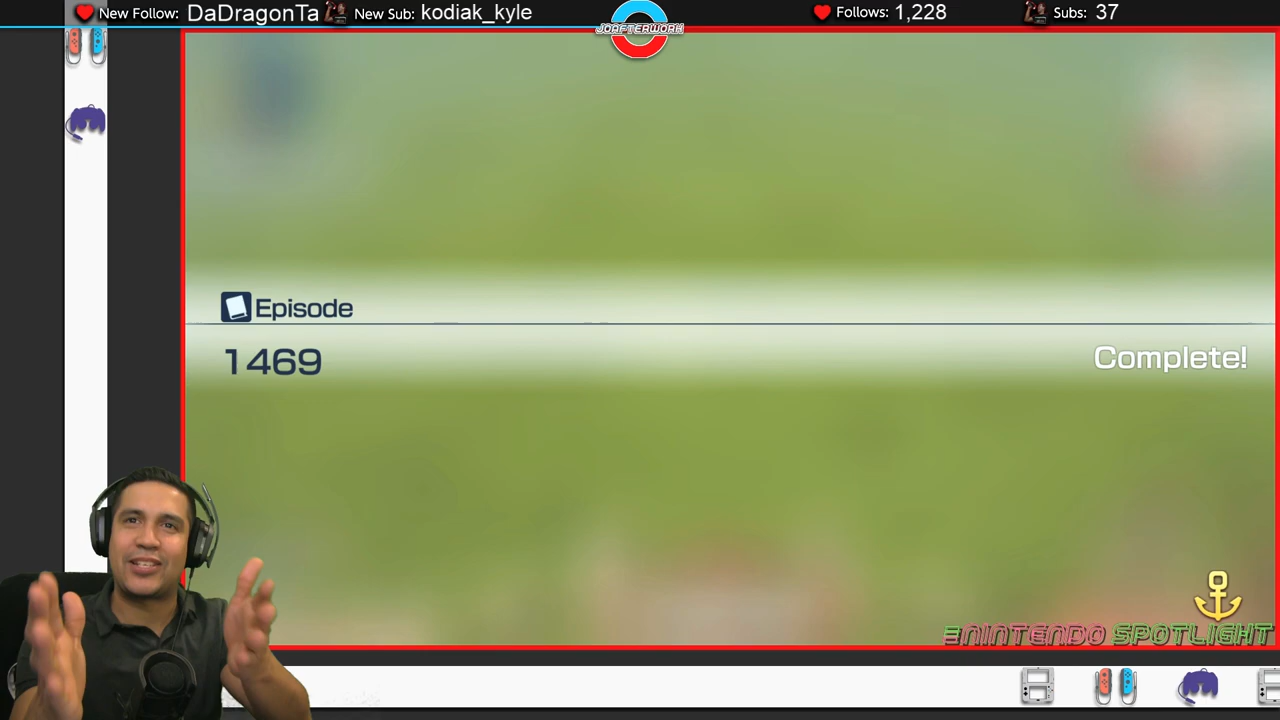 New Follow: DaDragonTa
New Sub: kodiak_kyle
Follows: 1,228
Subs: 37
JOAFTERWORK
Episode
1469
Complete!
NINTENDO SPOTLIGHT